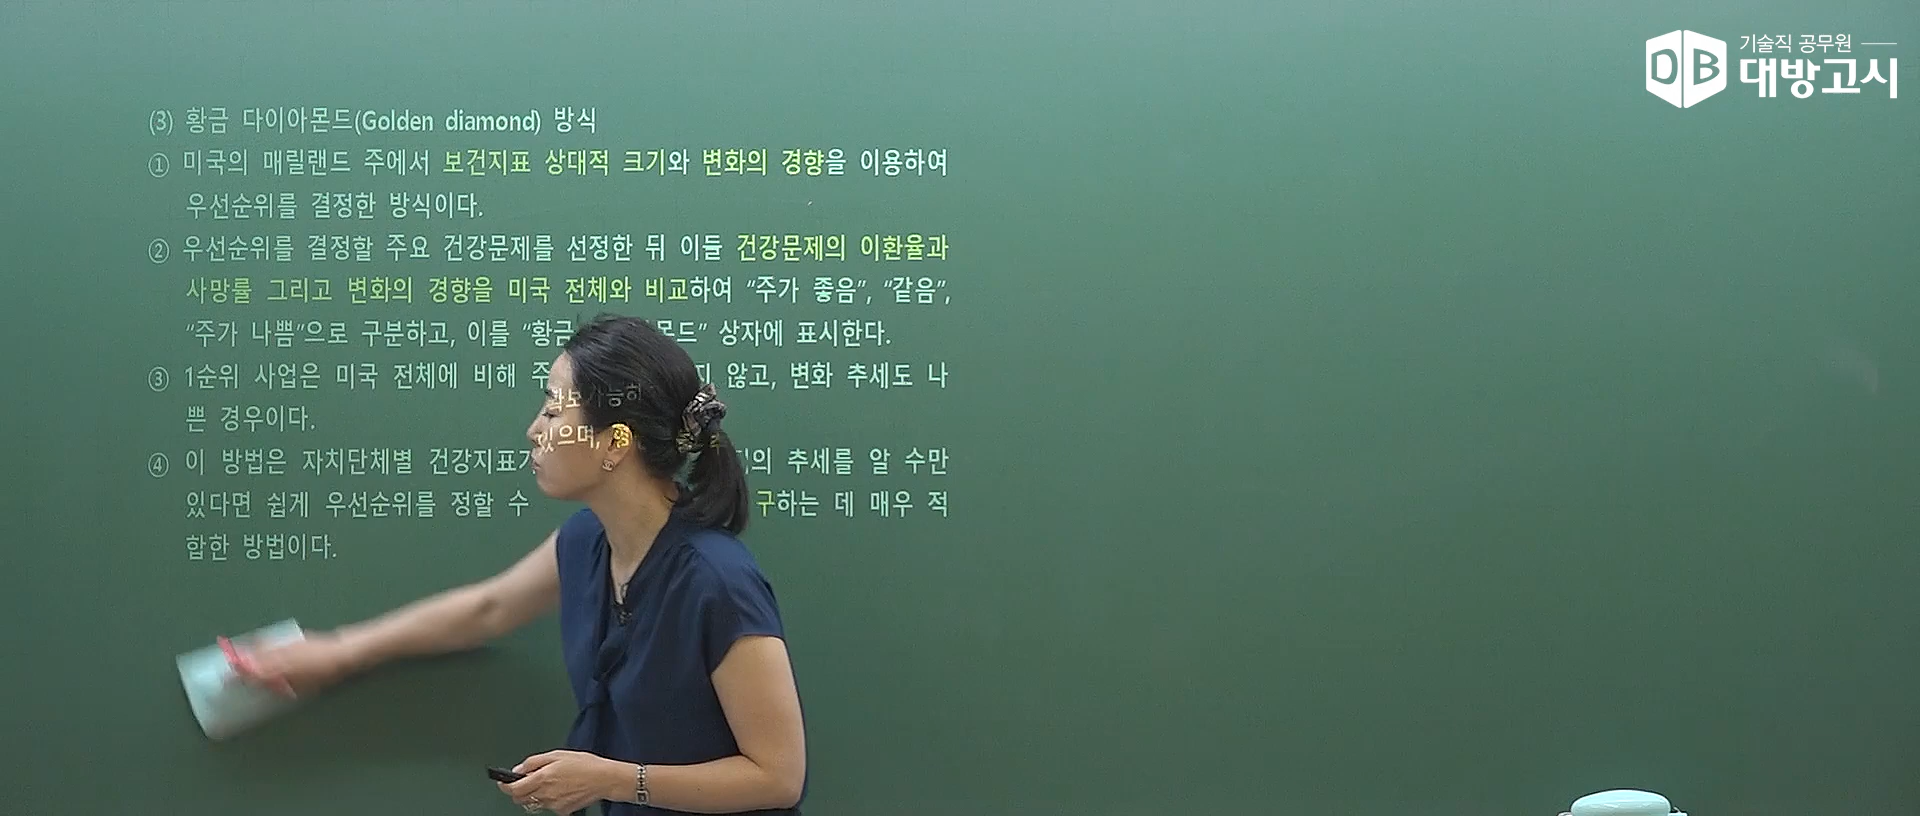 기술직 공무원
DB 대방고시
(3) 황금 다이아몬드(Golden diamond) 방식
① 미국의 매릴랜드 주에서 보건지표 상대적 크기와 변화의 경향을 이용하여
우선순위를 결정한 방식이다.
② 우선순위를 결정할 주요 건강문제를 선정한 뒤 이들 건강문제의 이환율과
사망률 그리고 변화의 경향을 미국 전체와 비교하여 “주가 좋음”, “같음”,
“주가 나쁨”으로 구분하고, 이를 “황금 몬드” 상자에 표시한다.
③ 1순위 사업은 미국 전체에 비해 주 지 않고, 변화 추세도 나
쁜 경우이다.
확보가능하
④ 이 방법은 자치단체별 건강지표가 있으며, 의 추세를 알 수만
있다면 쉽게 우선순위를 정할 수 구하는 데 매우 적
합한 방법이다.